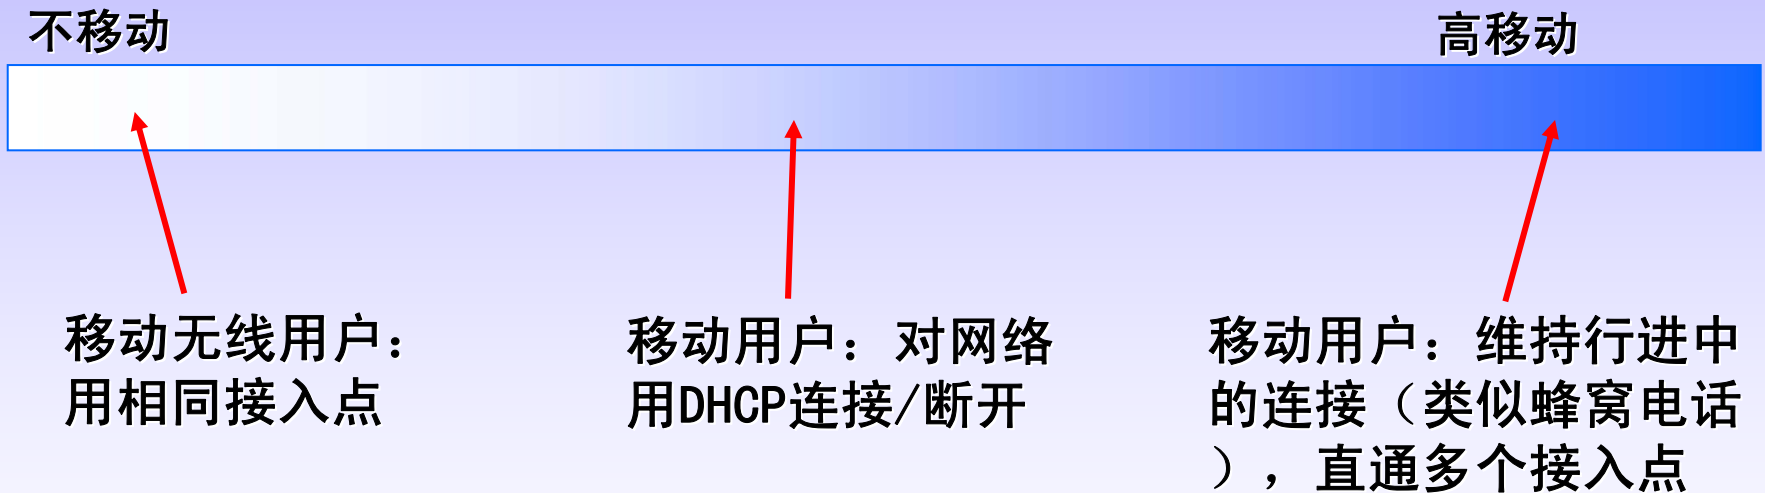 不移动
高移动
移动无线用户：
用相同接入点
移动用户：对网络
用DHCP连接/断开
移动用户：维持行进中
的连接（类似蜂窝电话
），直通多个接入点